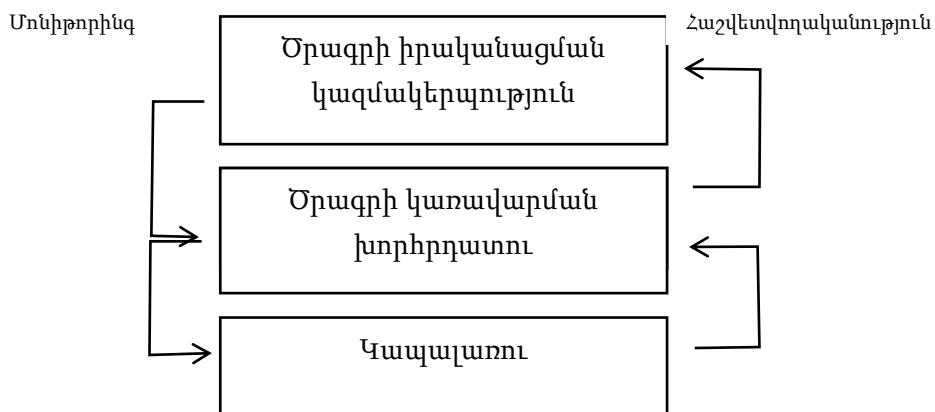 Մոնիթորինգ
Հաշվետվողականություն
Ծրագրի իրականացման
կազմակերպություն
Ծրագրի կառավարման
խորհրդատու
Կապալառու